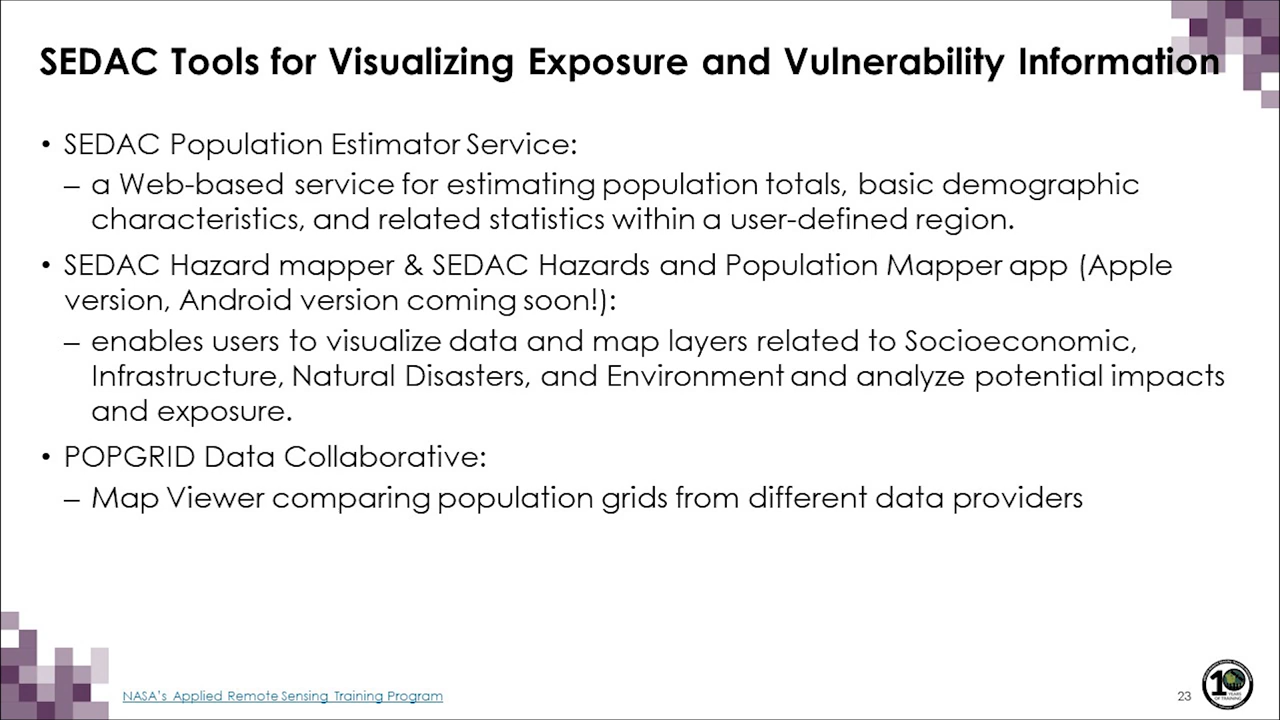 SEDAC Tools for Visualizing Exposure and Vulnerability Information
• SEDAC Population Estimator Service:
– a Web-based service for estimating population totals, basic demographic
characteristics, and related statistics within a user-defined region.
• SEDAC Hazard mapper & SEDAC Hazards and Population Mapper app (Apple
version, Android version coming soon!):
– enables users to visualize data and map layers related to Socioeconomic,
Infrastructure, Natural Disasters, and Environment and analyze potential impacts
and exposure.
• POPGRID Data Collaborative:
– Map Viewer comparing population grids from different data providers
NASA's Applied Remote Sensing Training Program
23
10
YEARS
OF TRAINING